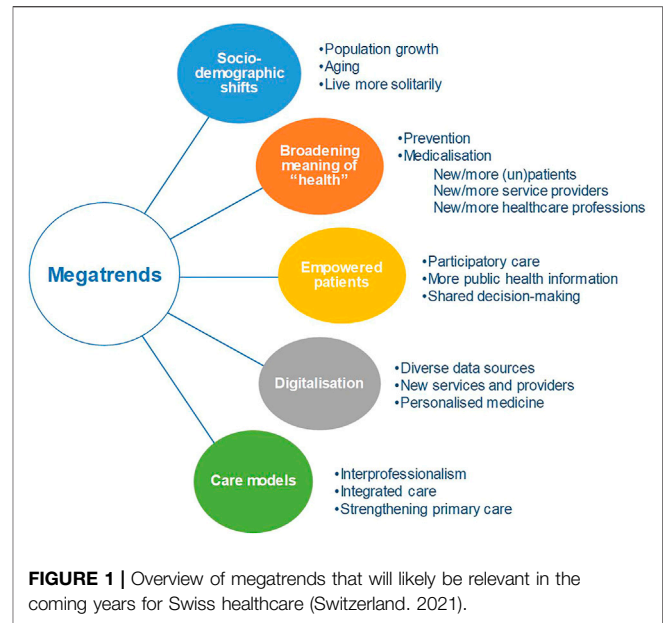 Socio-
demographic
shifts
•Population growth
•Aging
•Live more solitarily
Broadening
meaning of
“health”
•Prevention
•Medicalisation
New/more (un)patients
New/more service providers
New/more healthcare professions
Megatrends
Empowered
patients
•Participatory care
•More public health information
•Shared decision-making
Digitalisation
•Diverse data sources
•New services and providers
•Personalised medicine
Care models
•Interprofessionalism
•Integrated care
•Strengthening primary care
FIGURE 1 | Overview of megatrends that will likely be relevant in the
coming years for Swiss healthcare (Switzerland. 2021).